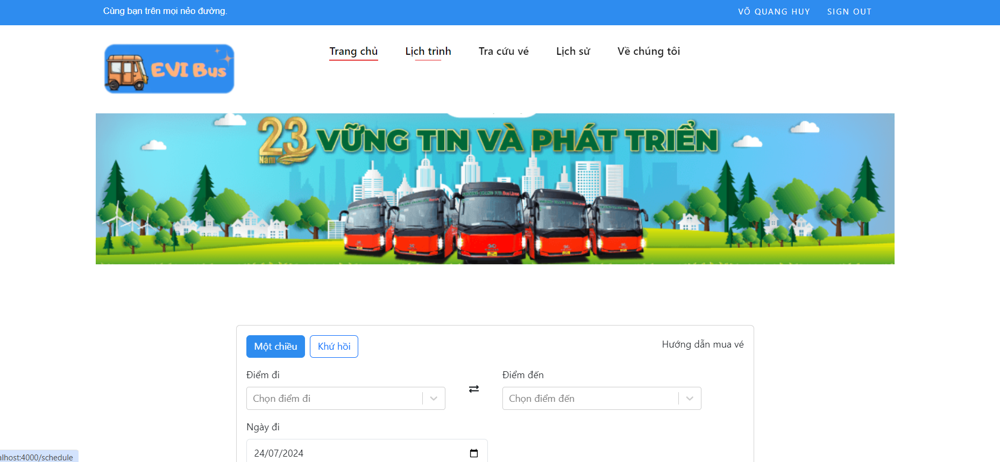 Cùng bạn trên mọi nẻo đường.
VÕ QUANG HUY SIGN OUT
EVI Bus
Trang chủ Lịch trình Tra cứu vé Lịch sử Về chúng tôi
23 Năm VỮNG TIN VÀ PHÁT TRIỂN
Một chiều Khứ hồi Hướng dẫn mua vé
Điểm đi Điểm đến
Chọn điểm đi Chọn điểm đến
Ngày đi
24/07/2024
alhost:4000/schedule